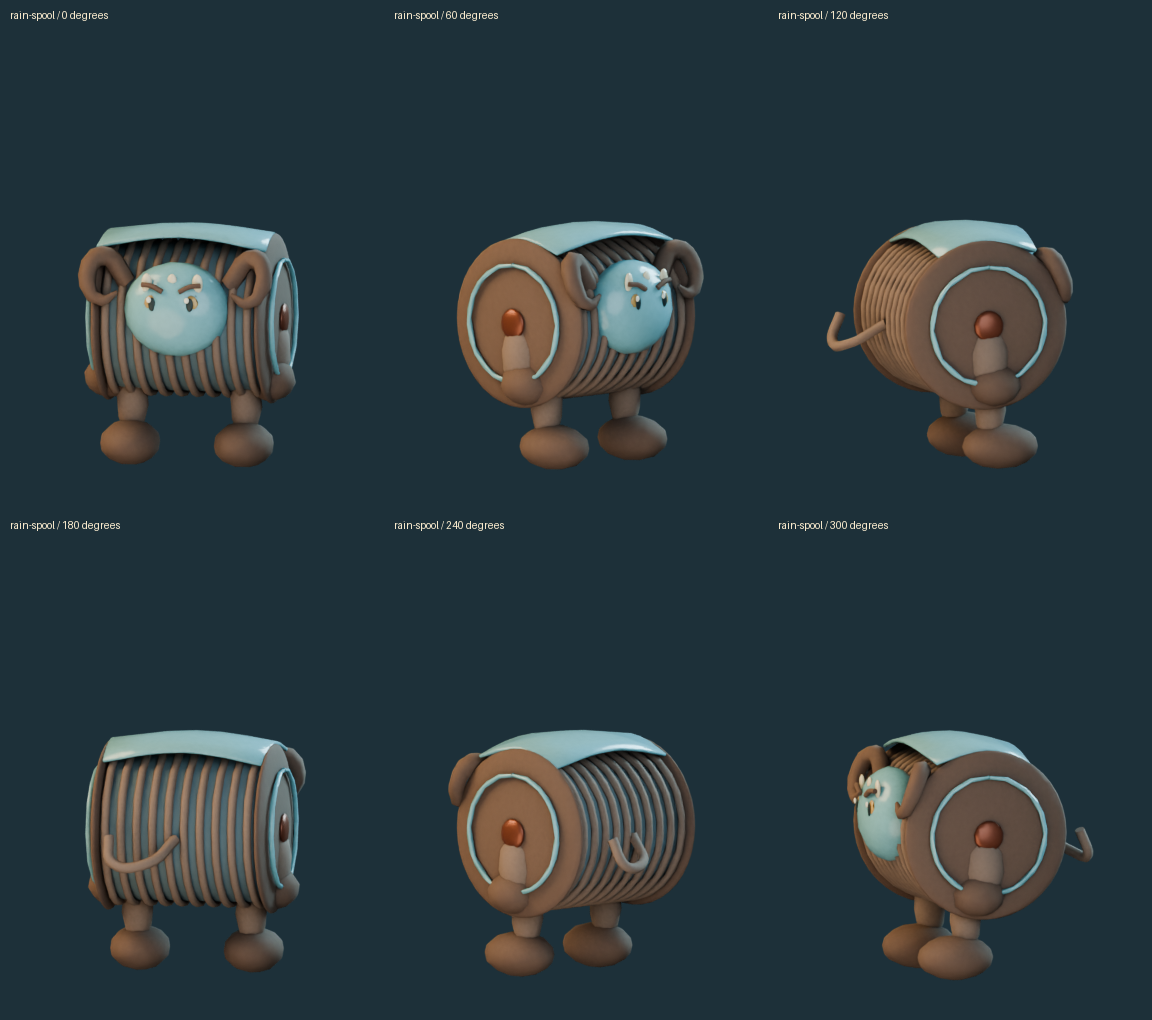 rain-spool / 0 degrees
rain-spool / 60 degrees
rain-spool / 120 degrees
rain-spool / 180 degrees
rain-spool / 240 degrees
rain-spool / 300 degrees